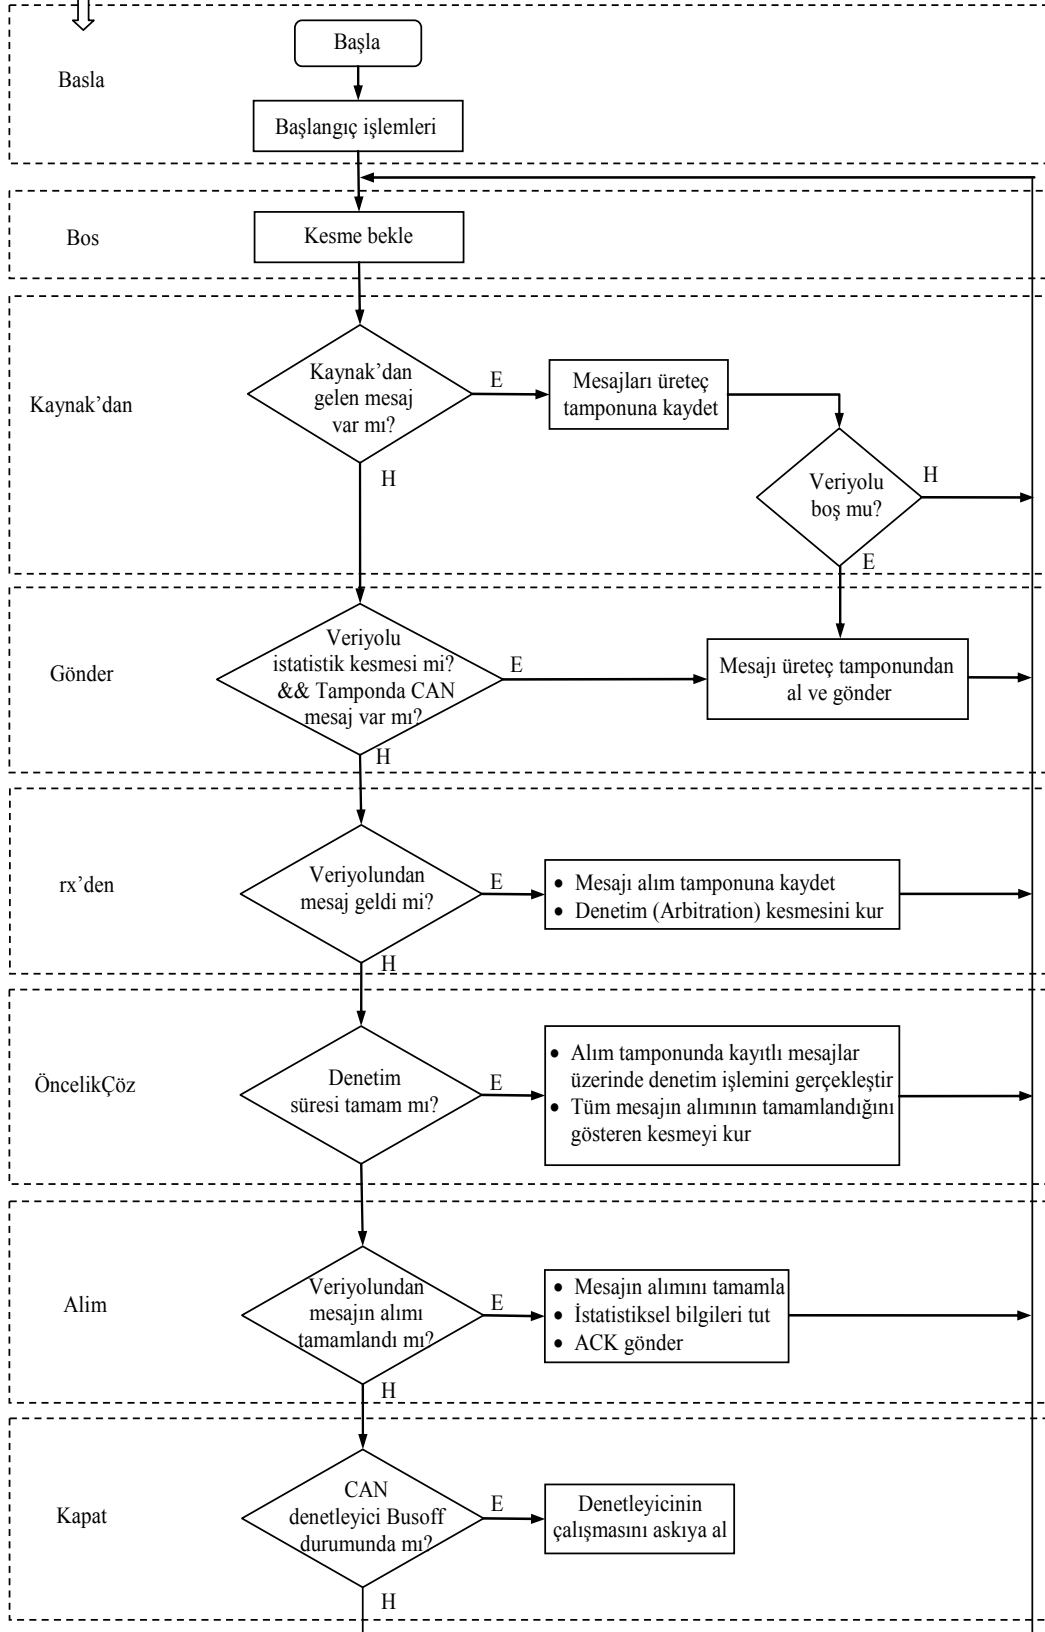 Basla
Başla
Başlangıç işlemleri
Bos
Kesme bekle
Kaynak’dan
Kaynak’dan
gelen mesaj
var mı?
E
H
Mesajları üreteç
tamponuna kaydet
Veriyolu
boş mu?
H
E
Gönder
Veriyolu
istatistik kesmesi mi?
&& Tamponda CAN
mesaj var mı?
E
H
Mesajı üreteç tamponundan
al ve gönder
rx’den
Veriyolundan
mesaj geldi mi?
E
H
• Mesajı alım tamponuna kaydet
• Denetim (Arbitration) kesmesini kur
ÖncelikÇöz
Denetim
süresi tamam mı?
E
• Alım tamponunda kayıtlı mesajlar
üzerinde denetim işlemini gerçekleştir
• Tüm mesajın alımının tamamlandığını
gösteren kesmeyi kur
Alim
Veriyolundan
mesajın alımı
tamamlandı mı?
E
H
• Mesajın alımını tamamla
• İstatistiksel bilgileri tut
• ACK gönder
Kapat
CAN
denetleyici Busoff
durumunda mı?
E
H
Denetleyicinin
çalışmasını askıya al